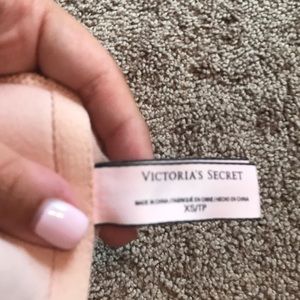 VICTORIA'S SECRET
MADE IN CHINA / FABRIQUÉ EN CHINE / HECHO EN CHINA
XS/TP